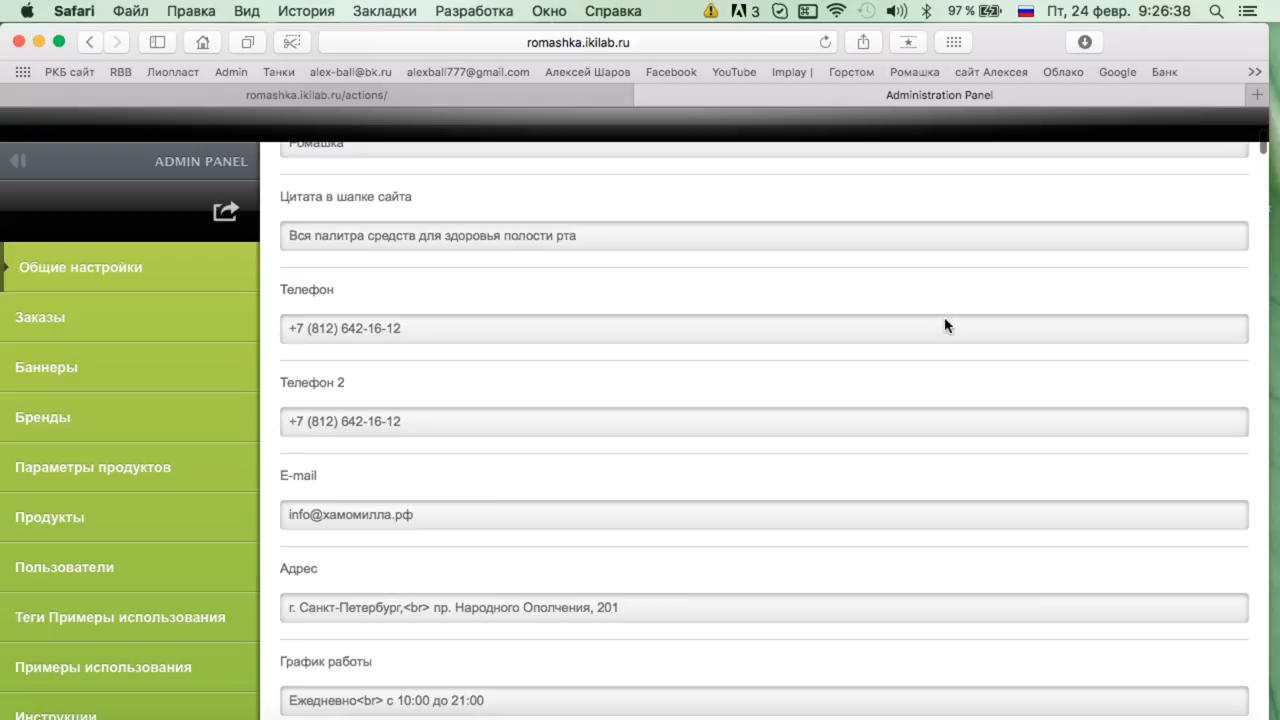 Safari Файл Правка Вид История Закладки Разработка Окно Справка 3 97 % Пт, 24 февр. 9:26:38
romashka.ikilab.ru
РКБ сайт RBB Лиопласт Admin Танки alex-ball@bk.ru alexball777@gmail.com Алексей Шаров Facebook YouTube Implay | Горстом Ромашка сайт Алексея Облако Google Банк >>
romashka.ikilab.ru/actions/ Administration Panel +
Ромашка
ADMIN PANEL
Цитата в шапке сайта
Вся палитра средств для здоровья полости рта
Общие настройки
Телефон
Заказы
+7 (812) 642-16-12
Баннеры
Телефон 2
Бренды
+7 (812) 642-16-12
Параметры продуктов
E-mail
Продукты
info@хамомилла.рф
Пользователи
Адрес
г. Санкт-Петербург,<br> пр. Народного Ополчения, 201
Теги Примеры использования
График работы
Примеры использования
Ежедневно<br> с 10:00 до 21:00
Инструкции